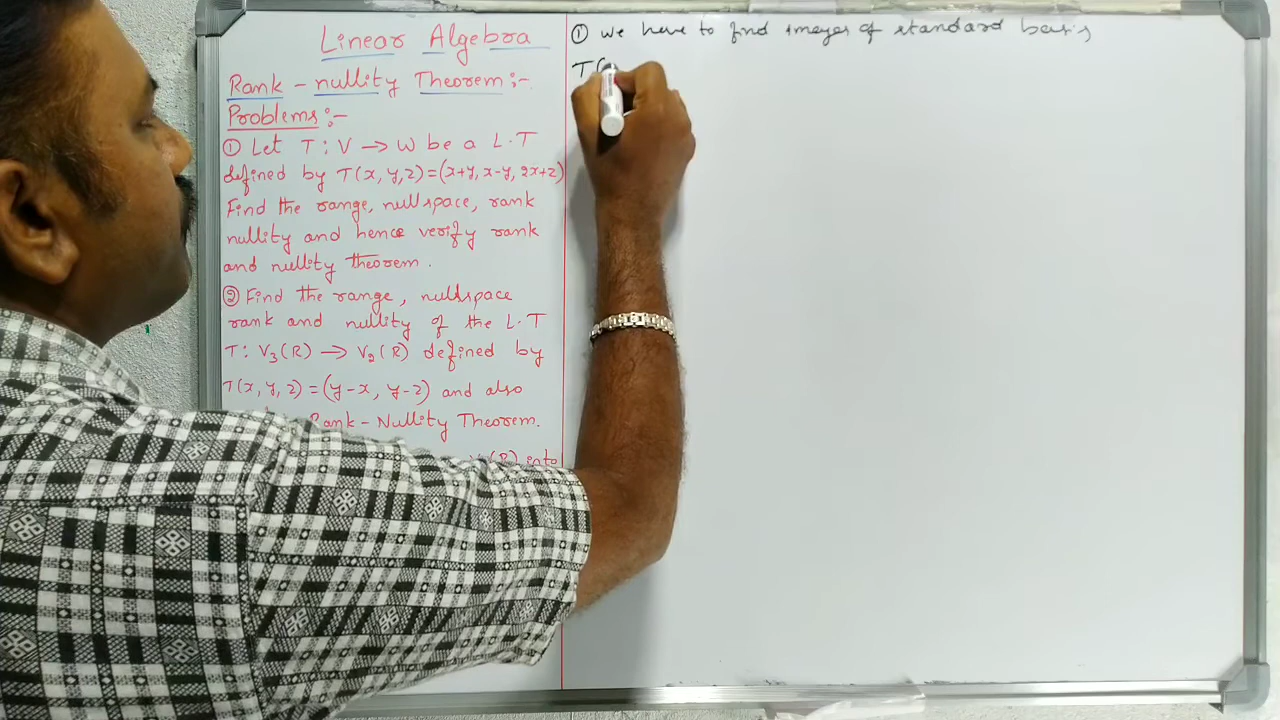 Linear Algebra
Rank - nullity Theorem :-
Problems :-
① Let T : V → W be a L.T
defined by T(x, y, z) = (x+y, x-y, 2x+z)
Find the range, nullspace, rank
nullity and hence verify rank
and nullity theorem.
② Find the range, nullspace
rank and nullity of the L.T
T : V₃(R) → V₂(R) defined by
T(x, y, z) = (y-x, y-z) and also
Rank - Nullity Theorem.
(R) into
① we have to find images of standard basis
T(